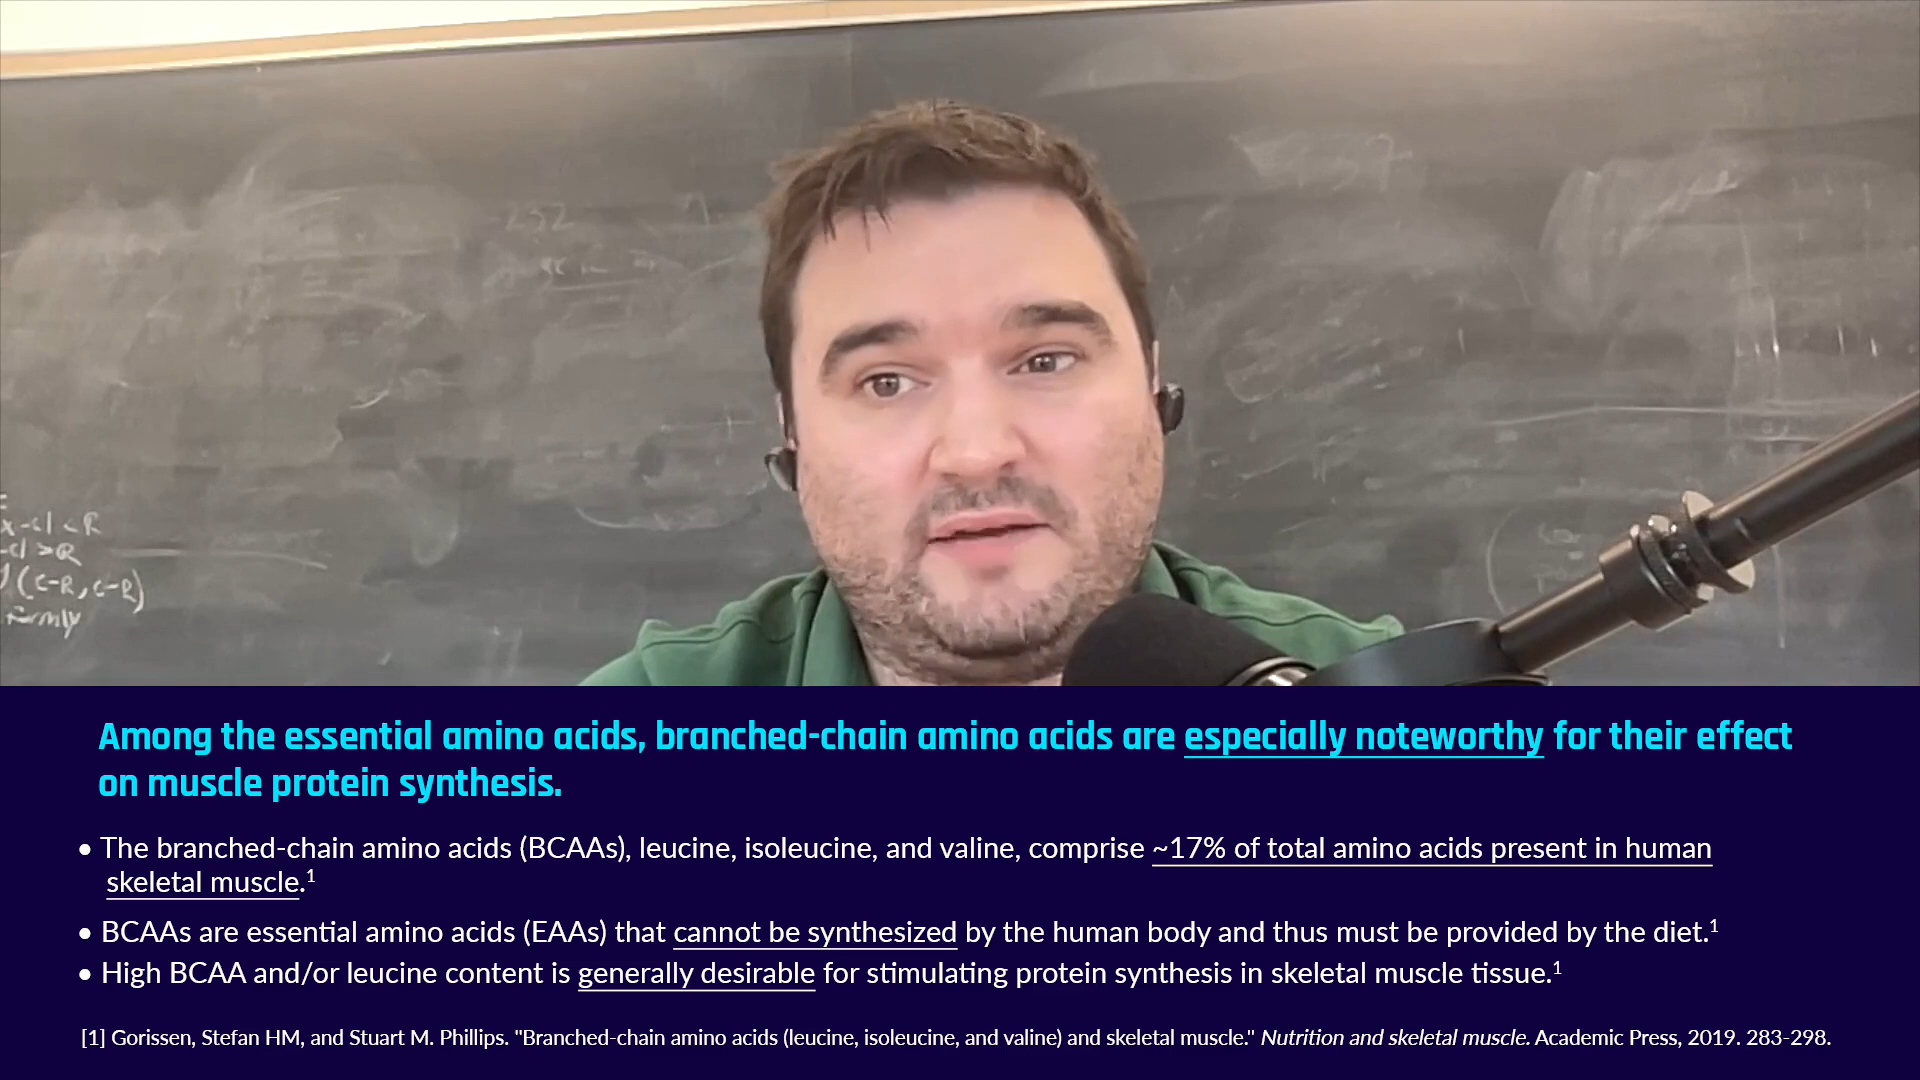 232
x-c| < R
-c| > R
(c-R, c-R)
Among the essential amino acids, branched-chain amino acids are especially noteworthy for their effect
on muscle protein synthesis.
• The branched-chain amino acids (BCAAs), leucine, isoleucine, and valine, comprise ~17% of total amino acids present in human
skeletal muscle.1
• BCAAs are essential amino acids (EAAs) that cannot be synthesized by the human body and thus must be provided by the diet.1
• High BCAA and/or leucine content is generally desirable for stimulating protein synthesis in skeletal muscle tissue.1
[1] Gorissen, Stefan HM, and Stuart M. Phillips. "Branched-chain amino acids (leucine, isoleucine, and valine) and skeletal muscle." Nutrition and skeletal muscle. Academic Press, 2019. 283-298.